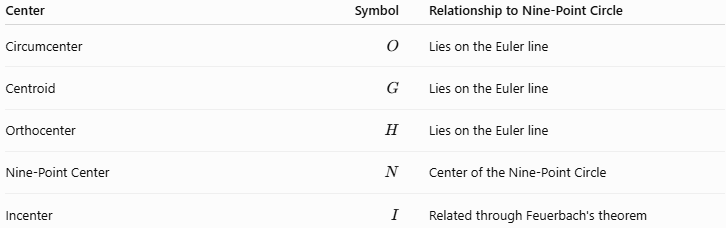 Center Symbol Relationship to Nine-Point Circle
Circumcenter O Lies on the Euler line
Centroid G Lies on the Euler line
Orthocenter H Lies on the Euler line
Nine-Point Center N Center of the Nine-Point Circle
Incenter I Related through Feuerbach's theorem